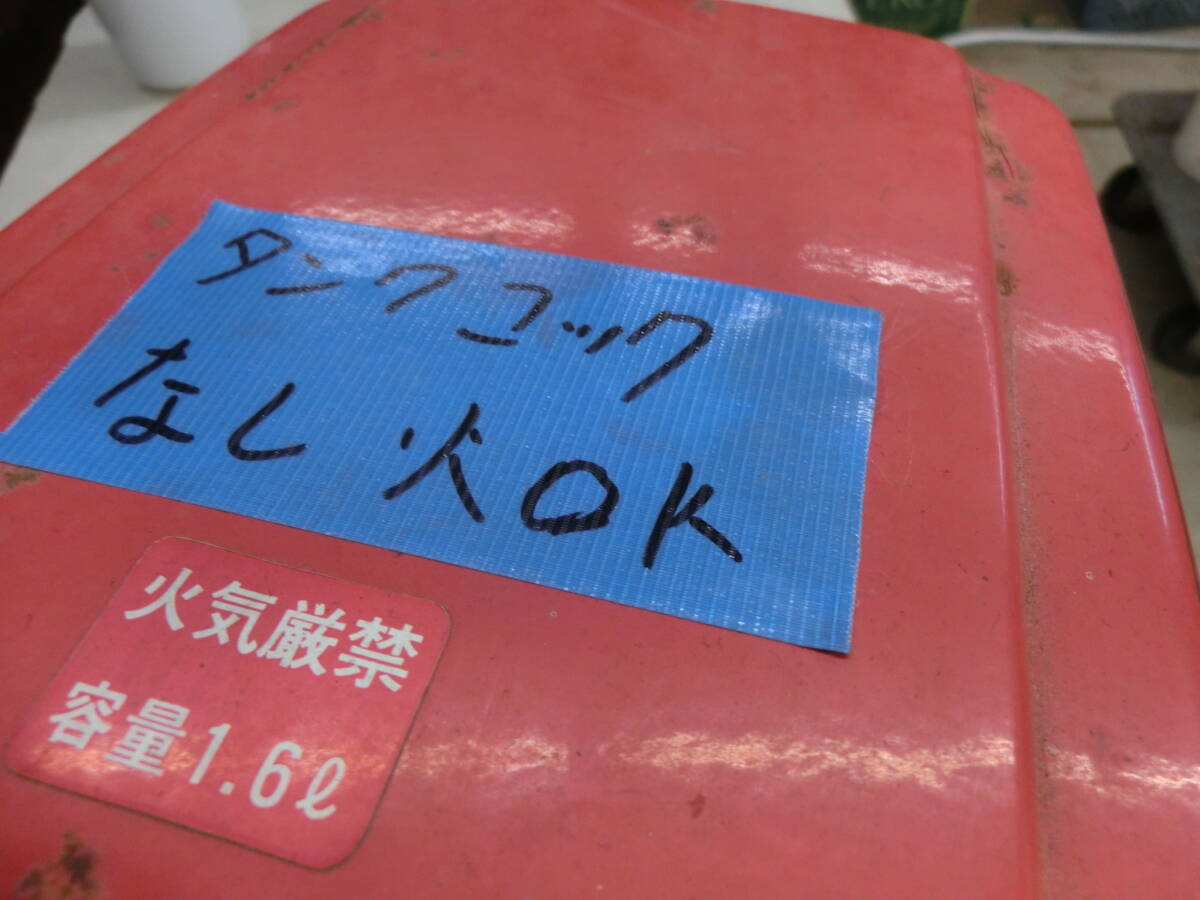 タンクコック
なし 火OK
火気厳禁
容量1.6ℓ